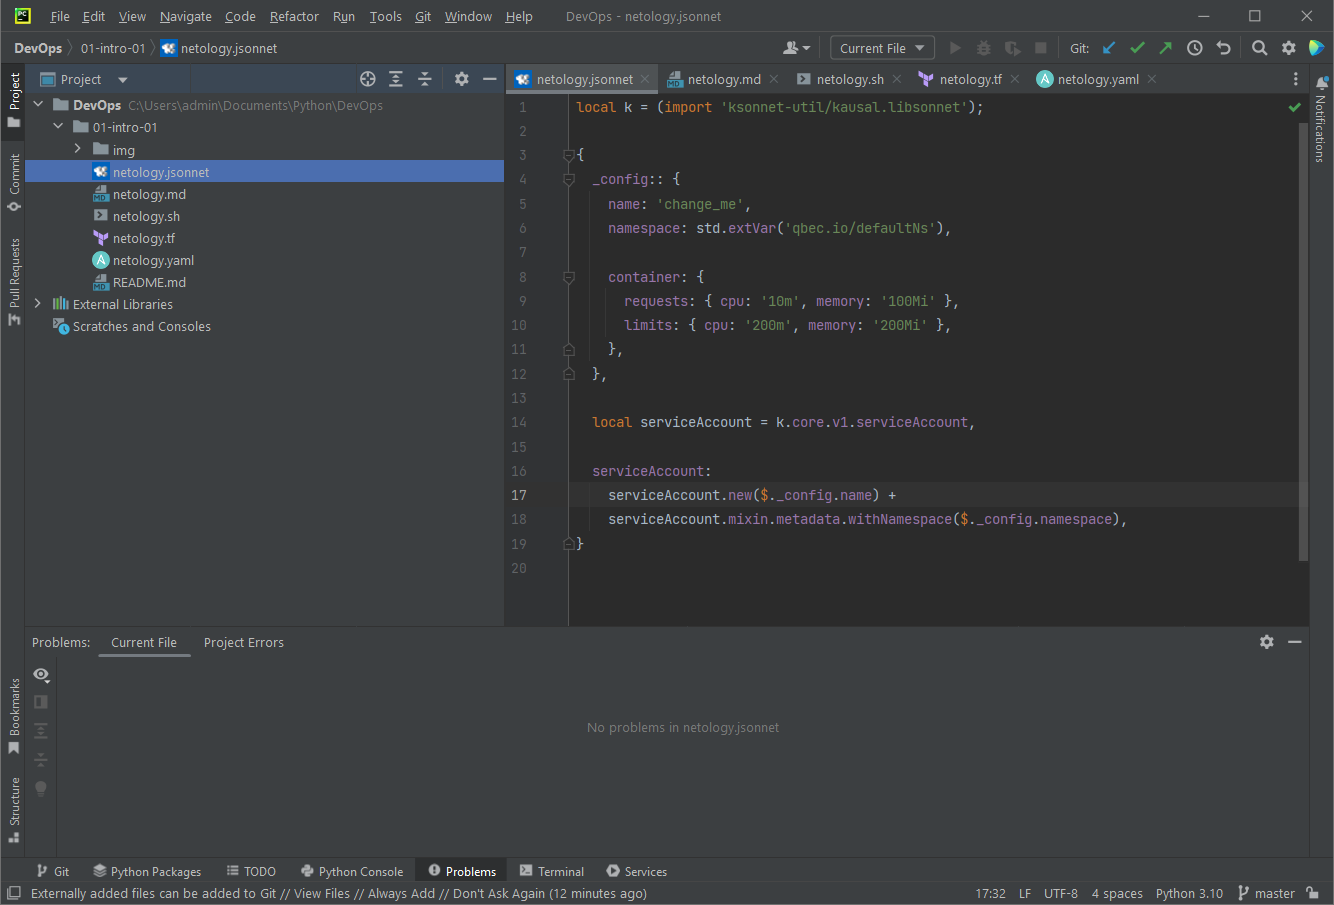 PC File Edit View Navigate Code Refactor Run Tools Git Window Help DevOps - netology.jsonnet
DevOps 01-intro-01 netology.jsonnet Current File Git:
Project
Project
Commit
Pull Requests
Bookmarks
Structure
DevOps C:\Users\admin\Documents\Python\DevOps
01-intro-01
img
netology.jsonnet
MD netology.md
netology.sh
netology.tf
A netology.yaml
MD README.md
External Libraries
Scratches and Consoles
netology.jsonnet MD netology.md netology.sh netology.tf A netology.yaml
Notifications
1 local k = (import 'ksonnet-util/kausal.libsonnet');
2
3 {
4 _config:: {
5 name: 'change_me',
6 namespace: std.extVar('qbec.io/defaultNs'),
7
8 container: {
9 requests: { cpu: '10m', memory: '100Mi' },
10 limits: { cpu: '200m', memory: '200Mi' },
11 },
12 },
13
14 local serviceAccount = k.core.v1.serviceAccount,
15
16 serviceAccount:
17 serviceAccount.new($._config.name) +
18 serviceAccount.mixin.metadata.withNamespace($._config.namespace),
19 }
20
Problems: Current File Project Errors
No problems in netology.jsonnet
Git Python Packages TODO Python Console Problems Terminal Services
Externally added files can be added to Git // View Files // Always Add // Don't Ask Again (12 minutes ago) 17:32 LF UTF-8 4 spaces Python 3.10 master